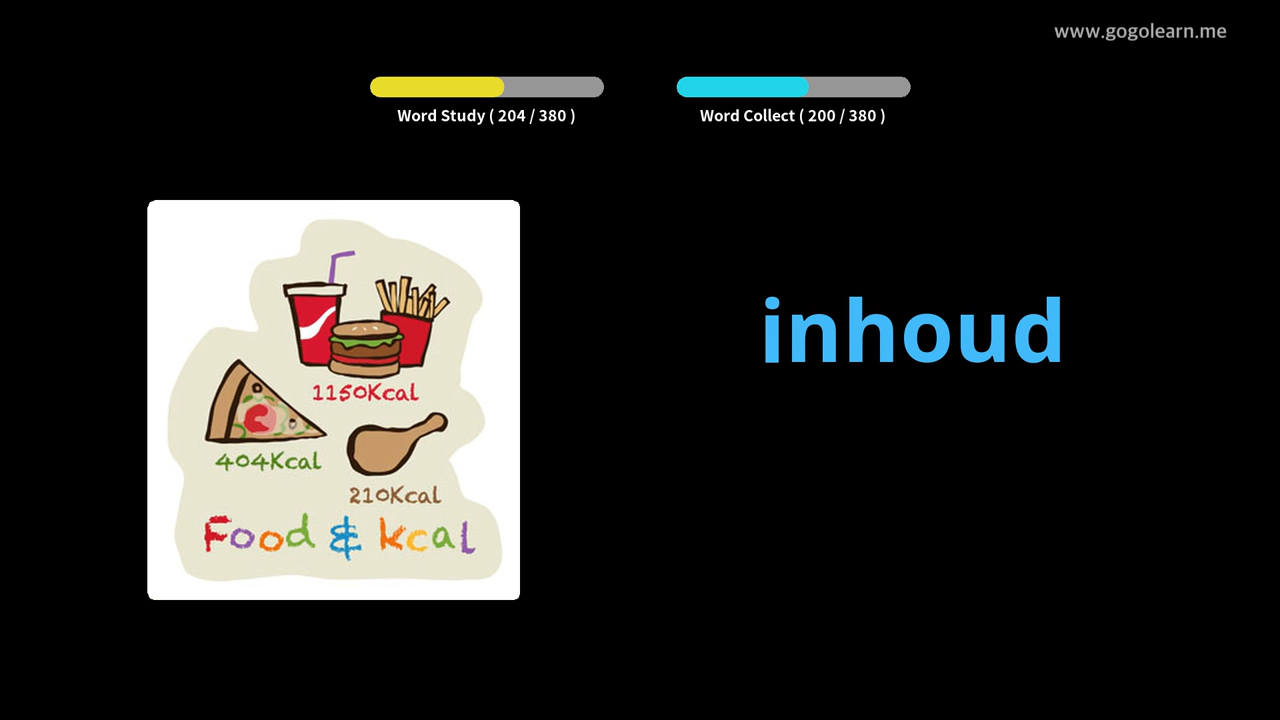 www.gogolearn.me
Word Study ( 204 / 380 )
Word Collect ( 200 / 380 )
inhoud
1150Kcal
404Kcal
210Kcal
Food & kcal